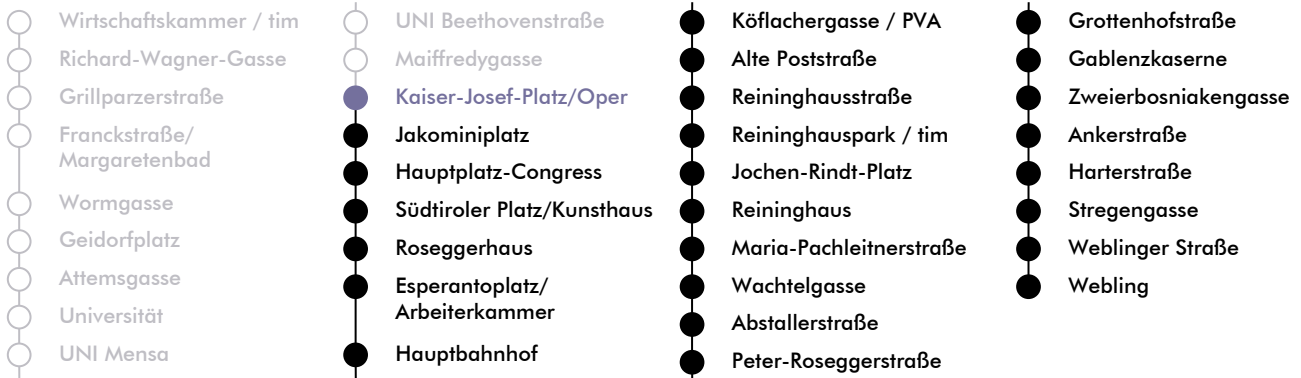 Wirtschaftskammer / tim
Richard-Wagner-Gasse
Grillparzerstraße
Franckstraße/
Margaretenbad
Wormgasse
Geidorfplatz
Attemsgasse
Universität
UNI Mensa
UNI Beethovenstraße
Maiffredygasse
Kaiser-Josef-Platz/Oper
Jakominiplatz
Hauptplatz-Congress
Südtiroler Platz/Kunsthaus
Roseggerhaus
Esperantoplatz/
Arbeiterkammer
Hauptbahnhof
Köflachergasse / PVA
Alte Poststraße
Reininghausstraße
Reininghauspark / tim
Jochen-Rindt-Platz
Reininghaus
Maria-Pachleitnerstraße
Wachtelgasse
Abstallerstraße
Peter-Roseggerstraße
Grottenhofstraße
Gablenzkaserne
Zweierbosniakengasse
Ankerstraße
Harterstraße
Stregengasse
Weblinger Straße
Webling